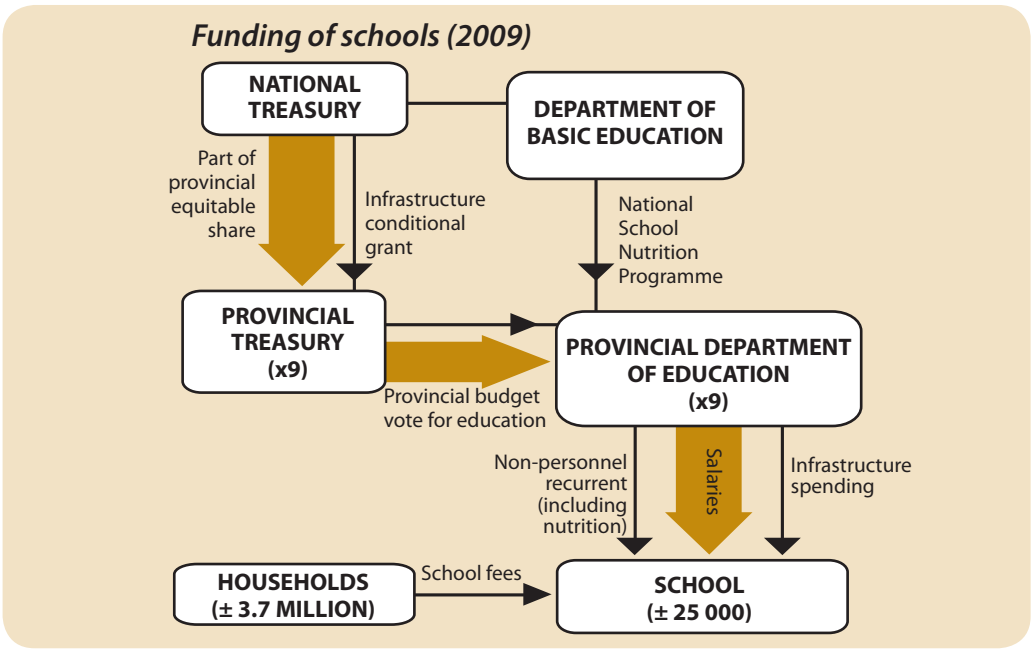 Funding of schools (2009)
NATIONAL
TREASURY
DEPARTMENT OF
BASIC EDUCATION
Part of
provincial
equitable
share
Infrastructure
conditional
grant
National
School
Nutrition
Programme
PROVINCIAL
TREASURY
(x9)
PROVINCIAL DEPARTMENT
OF EDUCATION
(x9)
Provincial budget
vote for education
Non-personnel
recurrent
(including
nutrition)
Salaries
Infrastructure
spending
HOUSEHOLDS
(± 3.7 MILLION)
School fees
SCHOOL
(± 25 000)